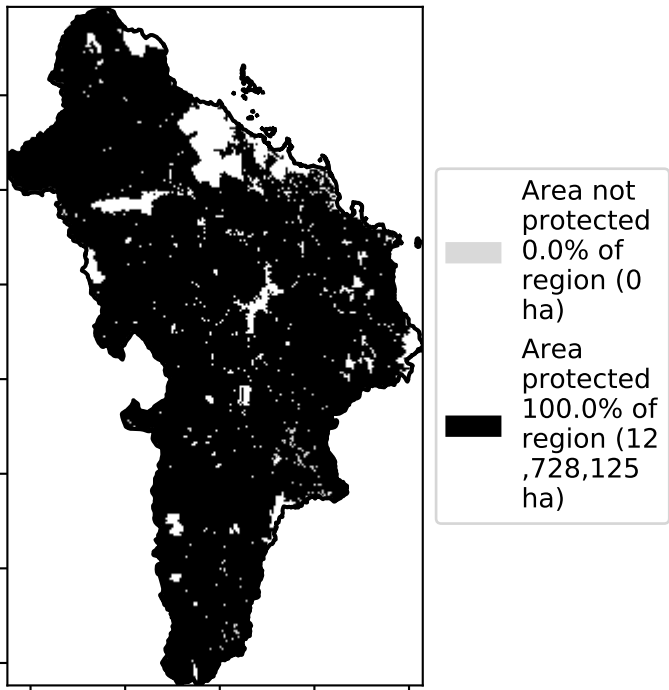 Area not
protected
0.0% of
region (0
ha)
Area
protected
100.0% of
region (12
,728,125
ha)